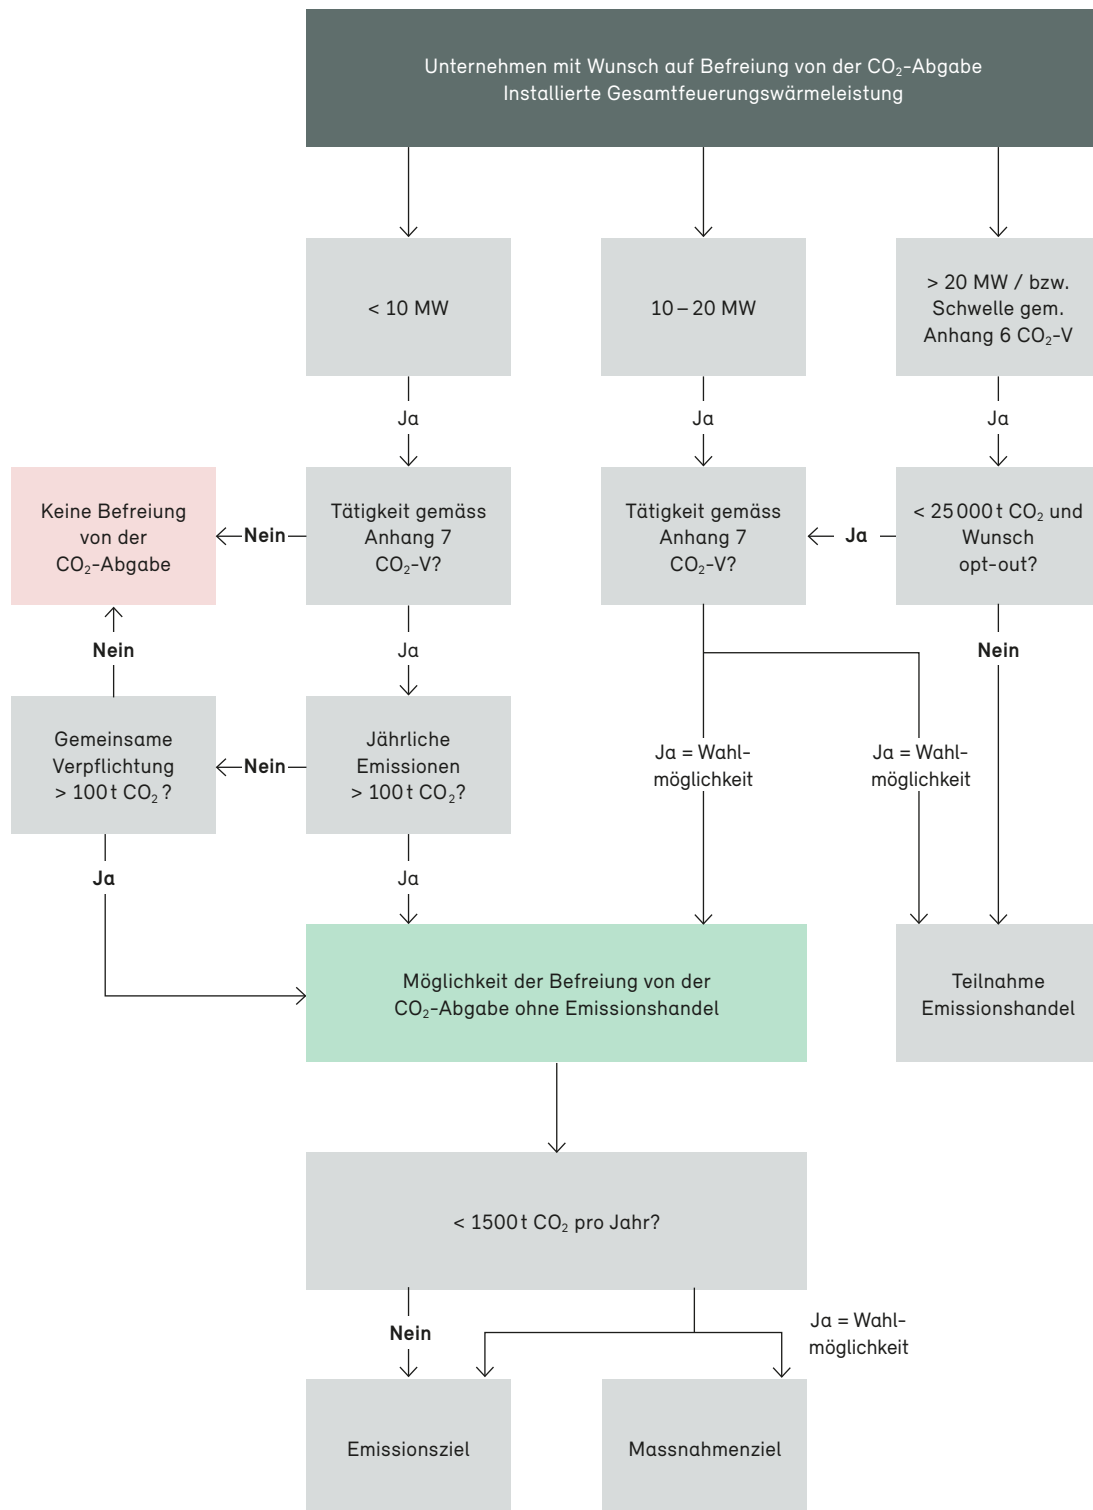 Unternehmen mit Wunsch auf Befreiung von der CO₂-Abgabe
Installierte Gesamtfeuerungswärmeleistung
< 10 MW
10 – 20 MW
> 20 MW / bzw.
Schwelle gem.
Anhang 6 CO₂-V
Ja
Ja
Ja
Keine Befreiung
von der
CO₂-Abgabe
Nein
Tätigkeit gemäss
Anhang 7
CO₂-V?
Tätigkeit gemäss
Anhang 7
CO₂-V?
Ja
< 25 000 t CO₂ und
Wunsch
opt-out?
Nein
Ja
Nein
Gemeinsame
Verpflichtung
> 100 t CO₂ ?
Nein
Jährliche
Emissionen
> 100 t CO₂?
Ja = Wahl-
möglichkeit
Ja = Wahl-
möglichkeit
Ja
Ja
Möglichkeit der Befreiung von der
CO₂-Abgabe ohne Emissionshandel
Teilnahme
Emissionshandel
< 1500 t CO₂ pro Jahr?
Nein
Ja = Wahl-
möglichkeit
Emissionsziel
Massnahmenziel